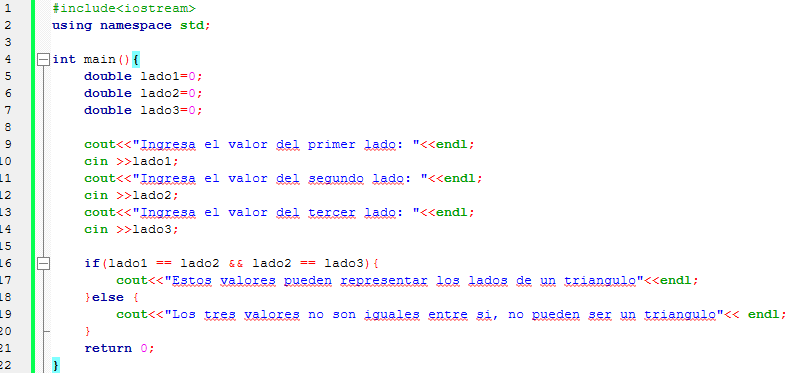 1 #include<iostream>
2 using namespace std;
3
4 int main(){
5 double lado1=0;
6 double lado2=0;
7 double lado3=0;
8
9 cout<<"Ingresa el valor del primer lado: "<<endl;
10 cin >>lado1;
11 cout<<"Ingresa el valor del segundo lado: "<<endl;
12 cin >>lado2;
13 cout<<"Ingresa el valor del tercer lado: "<<endl;
14 cin >>lado3;
15
16 if(lado1 == lado2 && lado2 == lado3){
17 cout<<"Estos valores pueden representar los lados de un triangulo"<<endl;
18 }else {
19 cout<<"Los tres valores no son iguales entre si, no pueden ser un triangulo"<< endl;
20 }
21 return 0;
22 }